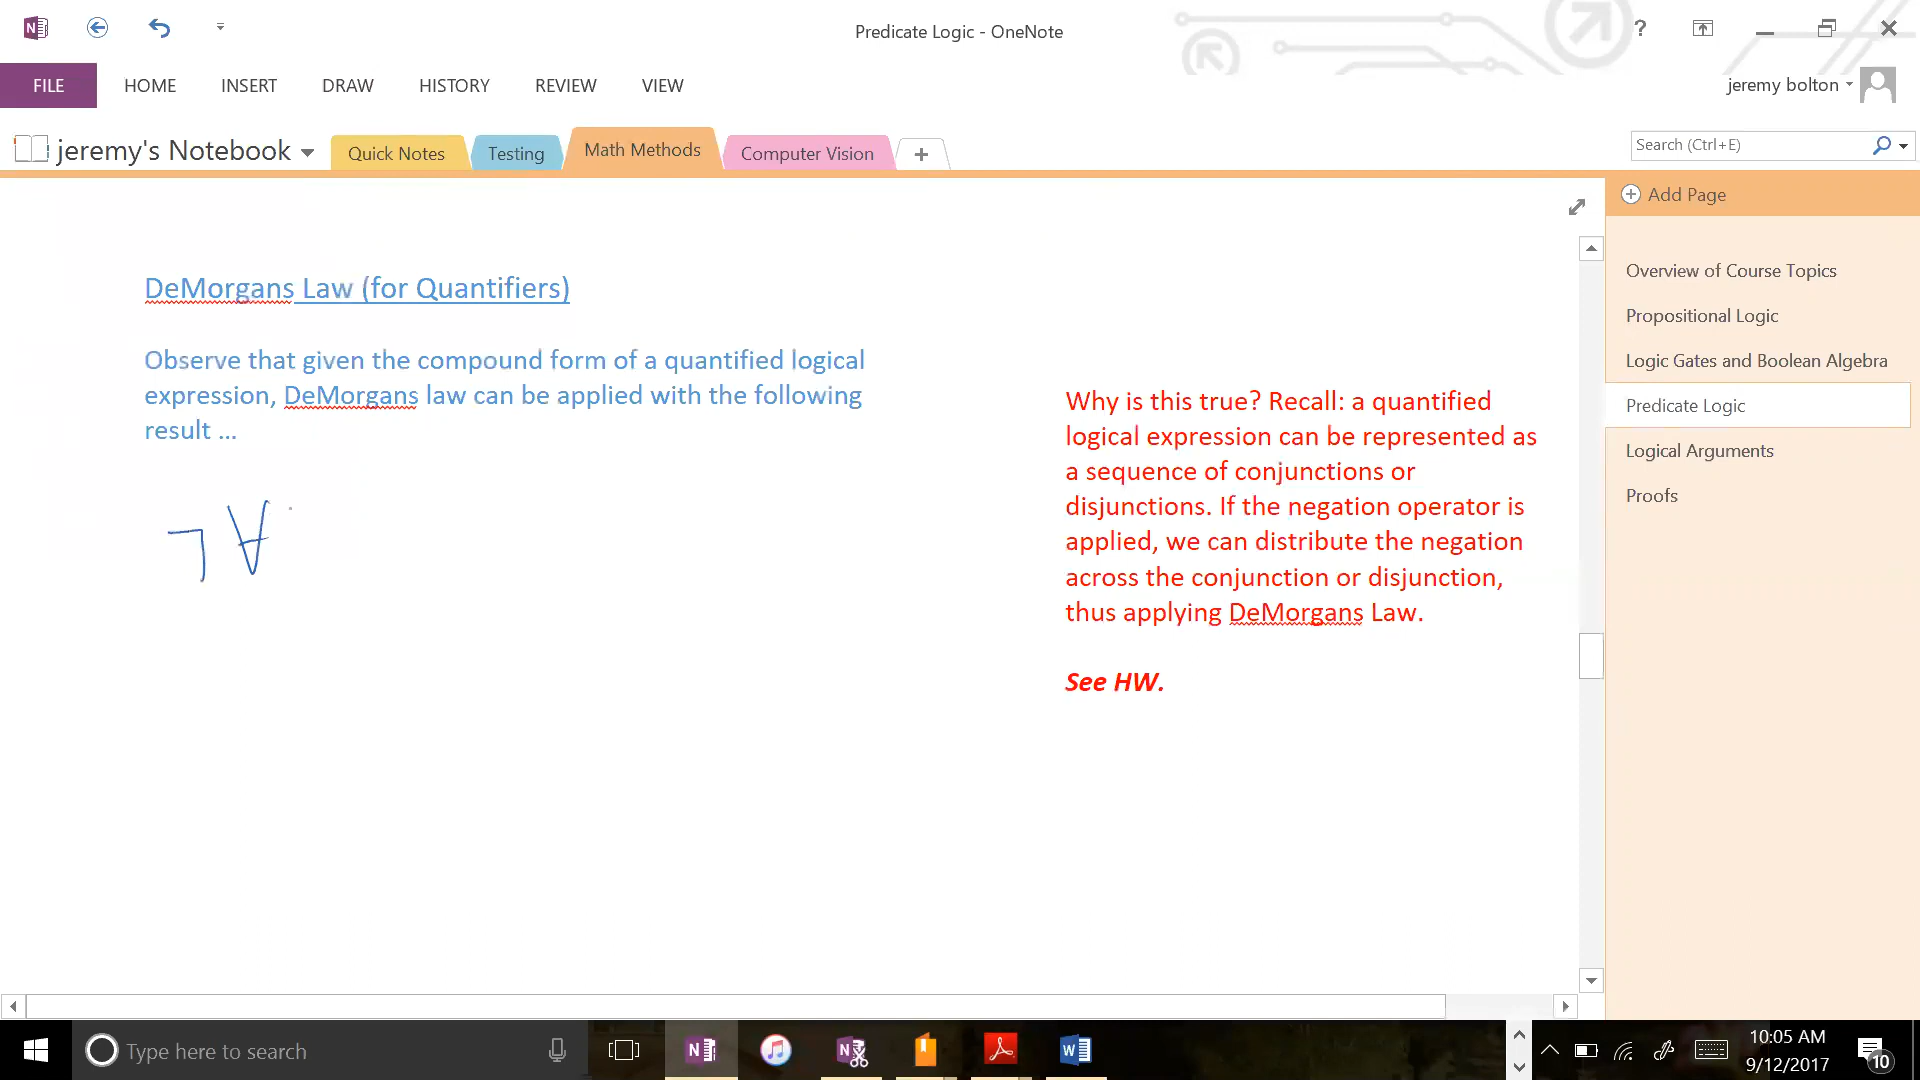 Predicate Logic - OneNote
?
FILE HOME INSERT DRAW HISTORY REVIEW VIEW
jeremy bolton
jeremy's Notebook
Quick Notes
Testing
Math Methods
Computer Vision
+
Search (Ctrl+E)
Add Page
Overview of Course Topics
Propositional Logic
Logic Gates and Boolean Algebra
Predicate Logic
Logical Arguments
Proofs
DeMorgans Law (for Quantifiers)
Observe that given the compound form of a quantified logical
expression, DeMorgans law can be applied with the following
result ...
¬ ∀
Why is this true? Recall: a quantified
logical expression can be represented as
a sequence of conjunctions or
disjunctions. If the negation operator is
applied, we can distribute the negation
across the conjunction or disjunction,
thus applying DeMorgans Law.
See HW.
Type here to search
10:05 AM
9/12/2017
10